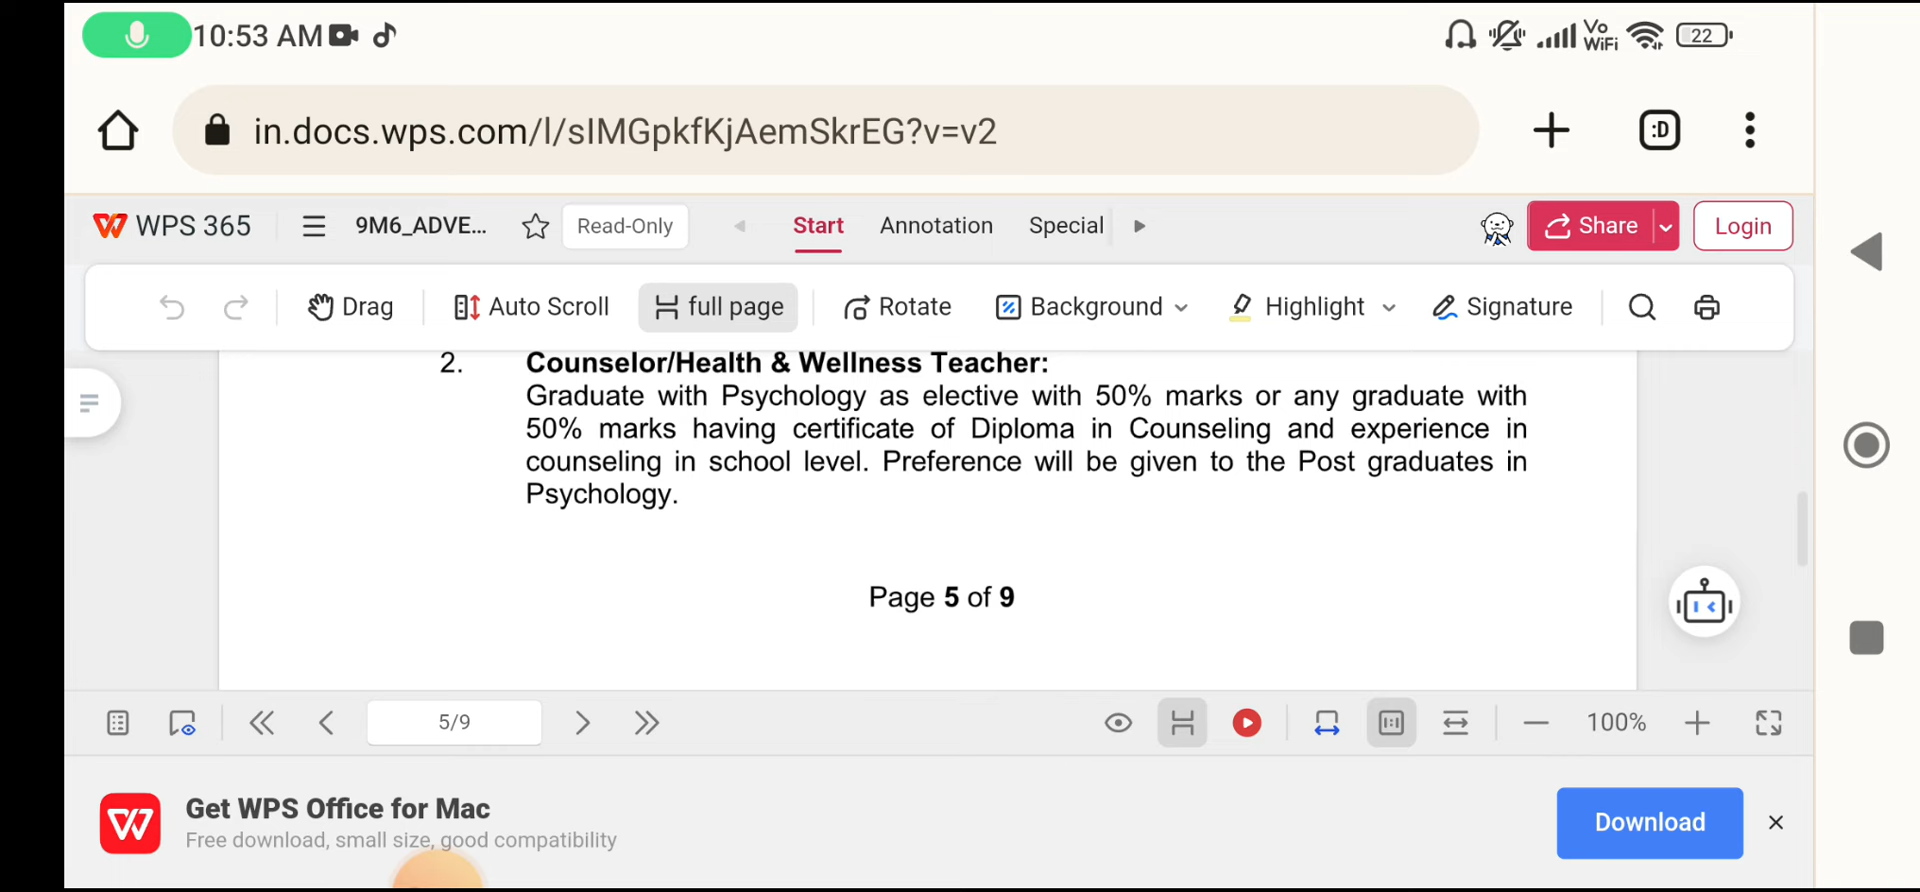 10:53 AM
Vo WiFi 22
in.docs.wps.com/l/sIMGpkfKjAemSkrEG?v=v2 :D
WPS 365 9M6_ADVE... Read-Only Start Annotation Special Share Login
Drag Auto Scroll full page Rotate Background Highlight Signature
2. Counselor/Health & Wellness Teacher:
Graduate with Psychology as elective with 50% marks or any graduate with
50% marks having certificate of Diploma in Counseling and experience in
counseling in school level. Preference will be given to the Post graduates in
Psychology.
Page 5 of 9
5/9 100%
Get WPS Office for Mac
Free download, small size, good compatibility
Download